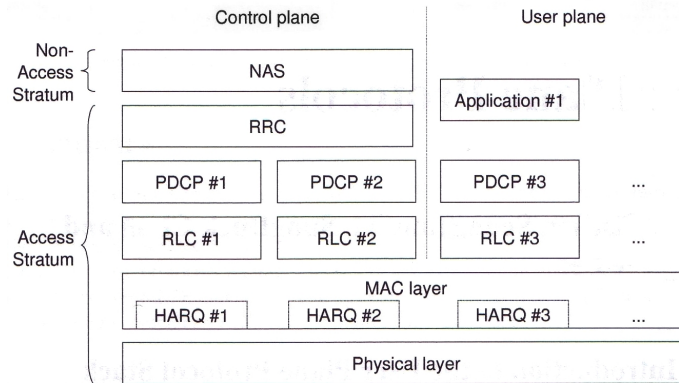 Control plane
User plane
Non-
Access
Stratum
NAS
Application #1
RRC
PDCP #1
PDCP #2
PDCP #3
...
Access
Stratum
RLC #1
RLC #2
RLC #3
...
MAC layer
HARQ #1
HARQ #2
HARQ #3
...
Physical layer